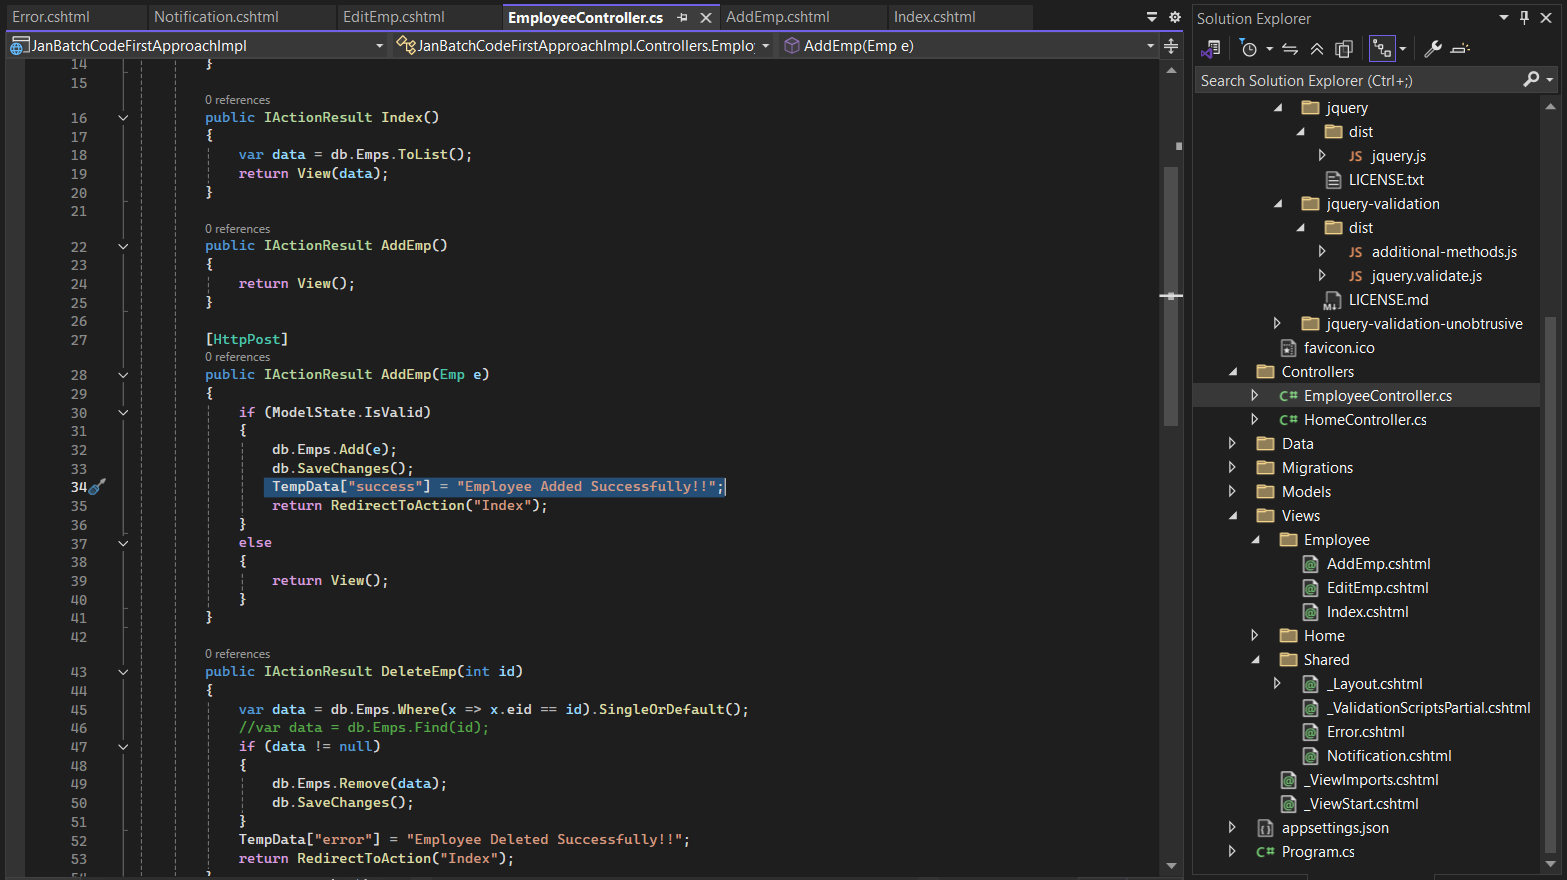 Error.cshtml
Notification.cshtml
EditEmp.cshtml
EmployeeController.cs
AddEmp.cshtml
Index.cshtml
JanBatchCodeFirstApproachImpl
JanBatchCodeFirstApproachImpl.Controllers.Emplo
AddEmp(Emp e)
14 }
15
0 references
16 public IActionResult Index()
17 {
18 var data = db.Emps.ToList();
19 return View(data);
20 }
21
0 references
22 public IActionResult AddEmp()
23 {
24 return View();
25 }
26
27 [HttpPost]
0 references
28 public IActionResult AddEmp(Emp e)
29 {
30 if (ModelState.IsValid)
31 {
32 db.Emps.Add(e);
33 db.SaveChanges();
34 TempData["success"] = "Employee Added Successfully!!";
35 return RedirectToAction("Index");
36 }
37 else
38 {
39 return View();
40 }
41 }
42
0 references
43 public IActionResult DeleteEmp(int id)
44 {
45 var data = db.Emps.Where(x => x.eid == id).SingleOrDefault();
46 //var data = db.Emps.Find(id);
47 if (data != null)
48 {
49 db.Emps.Remove(data);
50 db.SaveChanges();
51 }
52 TempData["error"] = "Employee Deleted Successfully!!";
53 return RedirectToAction("Index");
Solution Explorer
Search Solution Explorer (Ctrl+;)
jquery
dist
JS jquery.js
LICENSE.txt
jquery-validation
dist
JS additional-methods.js
JS jquery.validate.js
LICENSE.md
jquery-validation-unobtrusive
favicon.ico
Controllers
C# EmployeeController.cs
C# HomeController.cs
Data
Migrations
Models
Views
Employee
AddEmp.cshtml
EditEmp.cshtml
Index.cshtml
Home
Shared
_Layout.cshtml
_ValidationScriptsPartial.cshtml
Error.cshtml
Notification.cshtml
_ViewImports.cshtml
_ViewStart.cshtml
appsettings.json
C# Program.cs